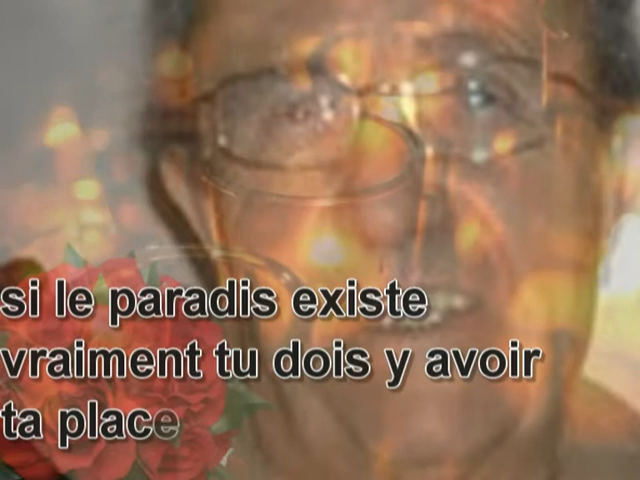 si le paradis existe
vraiment tu dois y avoir
ta place